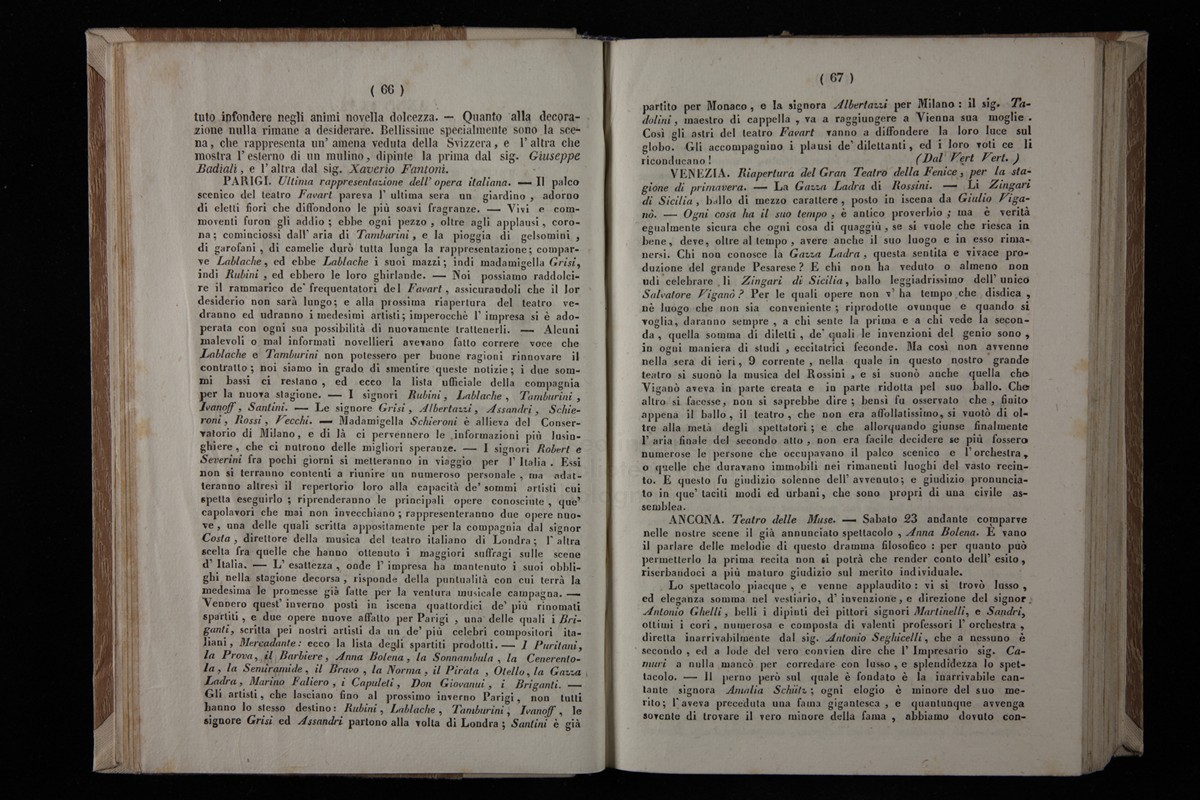 ( 66 )
tuto infondere negli animi novella dolcezza. — Quanto alla decora-
zione nulla rimane a desiderare. Bellissime specialmente sono la sce-
na, che rappresenta un' amena veduta della Svizzera, e l' altra che
mostra l' esterno di un mulino, dipinte la prima dal sig. Giuseppe
Badiali, e l' altra dal sig. Xaverio Fantoni.
PARIGI. Ultima rappresentazione dell' opera italiana. — Il palco
scenico del teatro Favart pareva l' ultima sera un giardino, adorno
di eletti fiori che diffondono le più soavi fragranze. — Vivi e com-
moventi furon gli addio; ebbe ogni pezzo, oltre agli applausi, coro-
na; cominciossi dall' aria di Tamburini, e la pioggia di gelsomini,
di garofani, di camelie durò tutta lunga la rappresentazione; compar-
ve Lablache, ed ebbe Lablache i suoi mazzi; indi madamigella Grisi,
indi Rubini, ed ebbero le loro ghirlande. — Noi possiamo raddolci-
re il rammarico de' frequentatori del Favart, assicurandoli che il lor
desiderio non sarà lungo; e alla prossima riapertura del teatro ve-
dranno ed udranno i medesimi artisti; imperocchè l' impresa si è ado-
perata con ogni sua possibilità di nuovamente trattenerli. — Alcuni
malevoli o mal informati novellieri avevano fatto correre voce che
Lablache e Tamburini non potessero per buone ragioni rinnovare il
contratto; noi siamo in grado di smentire queste notizie; i due som-
mi bassi ci restano, ed ecco la lista ufficiale della compagnia
per la nuova stagione. — I signori Rubini, Lablache, Tamburini,
Ivanoff, Santini. — Le signore Grisi, Albertazzi, Assandri, Schie-
roni, Rossi, Vecchi. — Madamigella Schieroni è allieva del Conser-
vatorio di Milano, e di là ci pervennero le informazioni più lusin-
ghiere, che ci nutrono delle migliori speranze. — I signori Robert e
Severini fra pochi giorni si metteranno in viaggio per l' Italia. Essi
non si terranno contenti a riunire un numeroso personale, ma adat-
teranno altresì il repertorio loro alla capacità de' sommi artisti cui
spetta eseguirlo; riprenderanno le principali opere conosciute, que'
capolavori che mai non invecchiano; rappresenteranno due opere nuo-
ve, una delle quali scritta appositamente per la compagnia dal signor
Costa, direttore della musica del teatro italiano di Londra; l' altra
scelta fra quelle che hanno ottenuto i maggiori suffragi sulle scene
d' Italia. — L' esattezza, onde l' impresa ha mantenuto i suoi obbli-
ghi nella stagione decorsa, risponde della puntualità con cui terrà la
medesima le promesse già fatte per la ventura musicale campagna. —
Vennero quest' inverno posti in iscena quattordici de' più rinomati
spartiti, e due opere nuove affatto per Parigi, una delle quali i Bri-
ganti, scritta pei nostri artisti da un de' più celebri compositori ita-
liani, Mercadante: ecco la lista degli spartiti prodotti. — I Puritani,
la Prova, il Barbiere, Anna Bolena, la Sonnambula, la Cenerento-
la, la Semiramide, il Bravo, la Norma, il Pirata, Otello, la Gazza
Ladra, Marino Faliero, i Capuleti, Don Giovanni, i Briganti. —
Gli artisti, che lasciano fino al prossimo inverno Parigi, non tutti
hanno lo stesso destino: Rubini, Lablache, Tamburini, Ivanoff, le
signore Grisi ed Assandri partono alla volta di Londra; Santini è già
( 67 )
partito per Monaco, e la signora Albertazzi per Milano: il sig. Ta-
dolini, maestro di cappella, va a raggiungere a Vienna sua moglie.
Così gli astri del teatro Favart vanno a diffondere la loro luce sul
globo. Gli accompagnino i plausi de' dilettanti, ed i loro voti ce li
riconducano! (Dal Vert Vert.)
VENEZIA. Riapertura del Gran Teatro della Fenice, per la sta-
gione di primavera. — La Gazza Ladra di Rossini. — Li Zingari
di Sicilia, ballo di mezzo carattere, posto in iscena da Giulio Viga-
nò. — Ogni cosa ha il suo tempo, è antico proverbio; ma è verità
egualmente sicura che ogni cosa di quaggiù, se si vuole che riesca in
bene, deve, oltre al tempo, avere anche il suo luogo e in esso rima-
nersi. Chi non conosce la Gazza Ladra, questa sentita e vivace pro-
duzione del grande Pesarese? E chi non ha veduto o almeno non
udì celebrare li Zingari di Sicilia, ballo leggiadrissimo dell' unico
Salvatore Viganò? Per le quali opere non v' ha tempo che disdica,
nè luogo che non sia conveniente; riprodotte ovunque e quando si
voglia, daranno sempre, a chi sente la prima e a chi vede la secon-
da, quella somma di diletti, de' quali le invenzioni del genio sono,
in ogni maniera di studi, eccitatrici feconde. Ma così non avvenne
nella sera di ieri, 9 corrente, nella quale in questo nostro grande
teatro si suonò la musica del Rossini, e si suonò anche quella che
Viganò aveva in parte creata e in parte ridotta pel suo ballo. Che
altro si facesse, non si saprebbe dire; bensì fu osservato che, finito
appena il ballo, il teatro, che non era affollatissimo, si vuotò di ol-
tre alla metà degli spettatori; e che allorquando giunse finalmente
l' aria finale del secondo atto, non era facile decidere se più fossero
numerose le persone che occupavano il palco scenico e l' orchestra,
o quelle che duravano immobili nei rimanenti luoghi del vasto recin-
to. E questo fu giudizio solenne dell' avvenuto; e giudizio pronuncia-
to in que' taciti modi ed urbani, che sono propri di una civile as-
semblea.
ANCONA. Teatro delle Muse. — Sabato 23 andante comparve
nelle nostre scene il già annunciato spettacolo, Anna Bolena. È vano
il parlare delle melodie di questo dramma filosofico: per quanto può
permetterlo la prima recita non si potrà che render conto dell' esito,
riserbandoci a più maturo giudizio sul merito individuale.
Lo spettacolo piacque, e venne applaudito: vi si trovò lusso,
ed eleganza somma nel vestiario, d' invenzione, e direzione del signor
Antonio Ghelli, belli i dipinti dei pittori signori Martinelli, e Sandri,
ottimi i cori, numerosa e composta di valenti professori l' orchestra,
diretta inarrivabilmente dal sig. Antonio Seghicelli, che a nessuno è
secondo, ed a lode del vero convien dire che l' Impresario sig. Ca-
muri a nulla mancò per corredare con lusso, e splendidezza lo spet-
tacolo. — Il perno però sul quale è fondato è la inarrivabile can-
tante signora Amalia Schütz; ogni elogio è minore del suo me-
rito; l' aveva preceduta una fama gigantesca, e quantunque avvenga
sovente di trovare il vero minore della fama, abbiamo dovuto con-